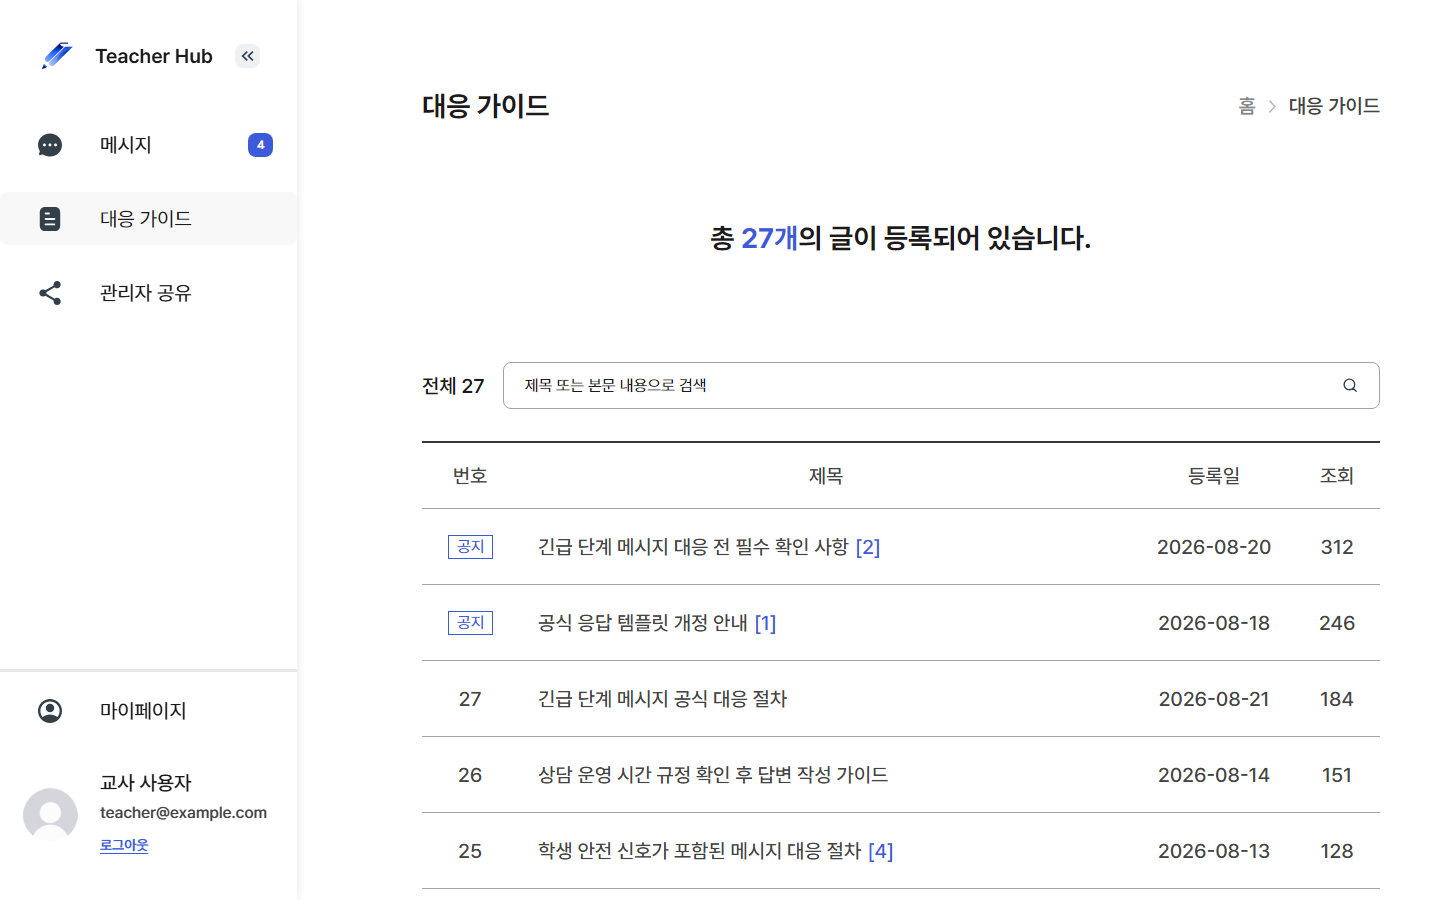 Teacher Hub
메시지
4
대응 가이드
관리자 공유
마이페이지
교사 사용자
teacher@example.com
로그아웃
대응 가이드
홈 > 대응 가이드
총 27개의 글이 등록되어 있습니다.
전체 27
제목 또는 본문 내용으로 검색
번호 제목 등록일 조회
공지 긴급 단계 메시지 대응 전 필수 확인 사항 [2] 2026-08-20 312
공지 공식 응답 템플릿 개정 안내 [1] 2026-08-18 246
27 긴급 단계 메시지 공식 대응 절차 2026-08-21 184
26 상담 운영 시간 규정 확인 후 답변 작성 가이드 2026-08-14 151
25 학생 안전 신호가 포함된 메시지 대응 절차 [4] 2026-08-13 128